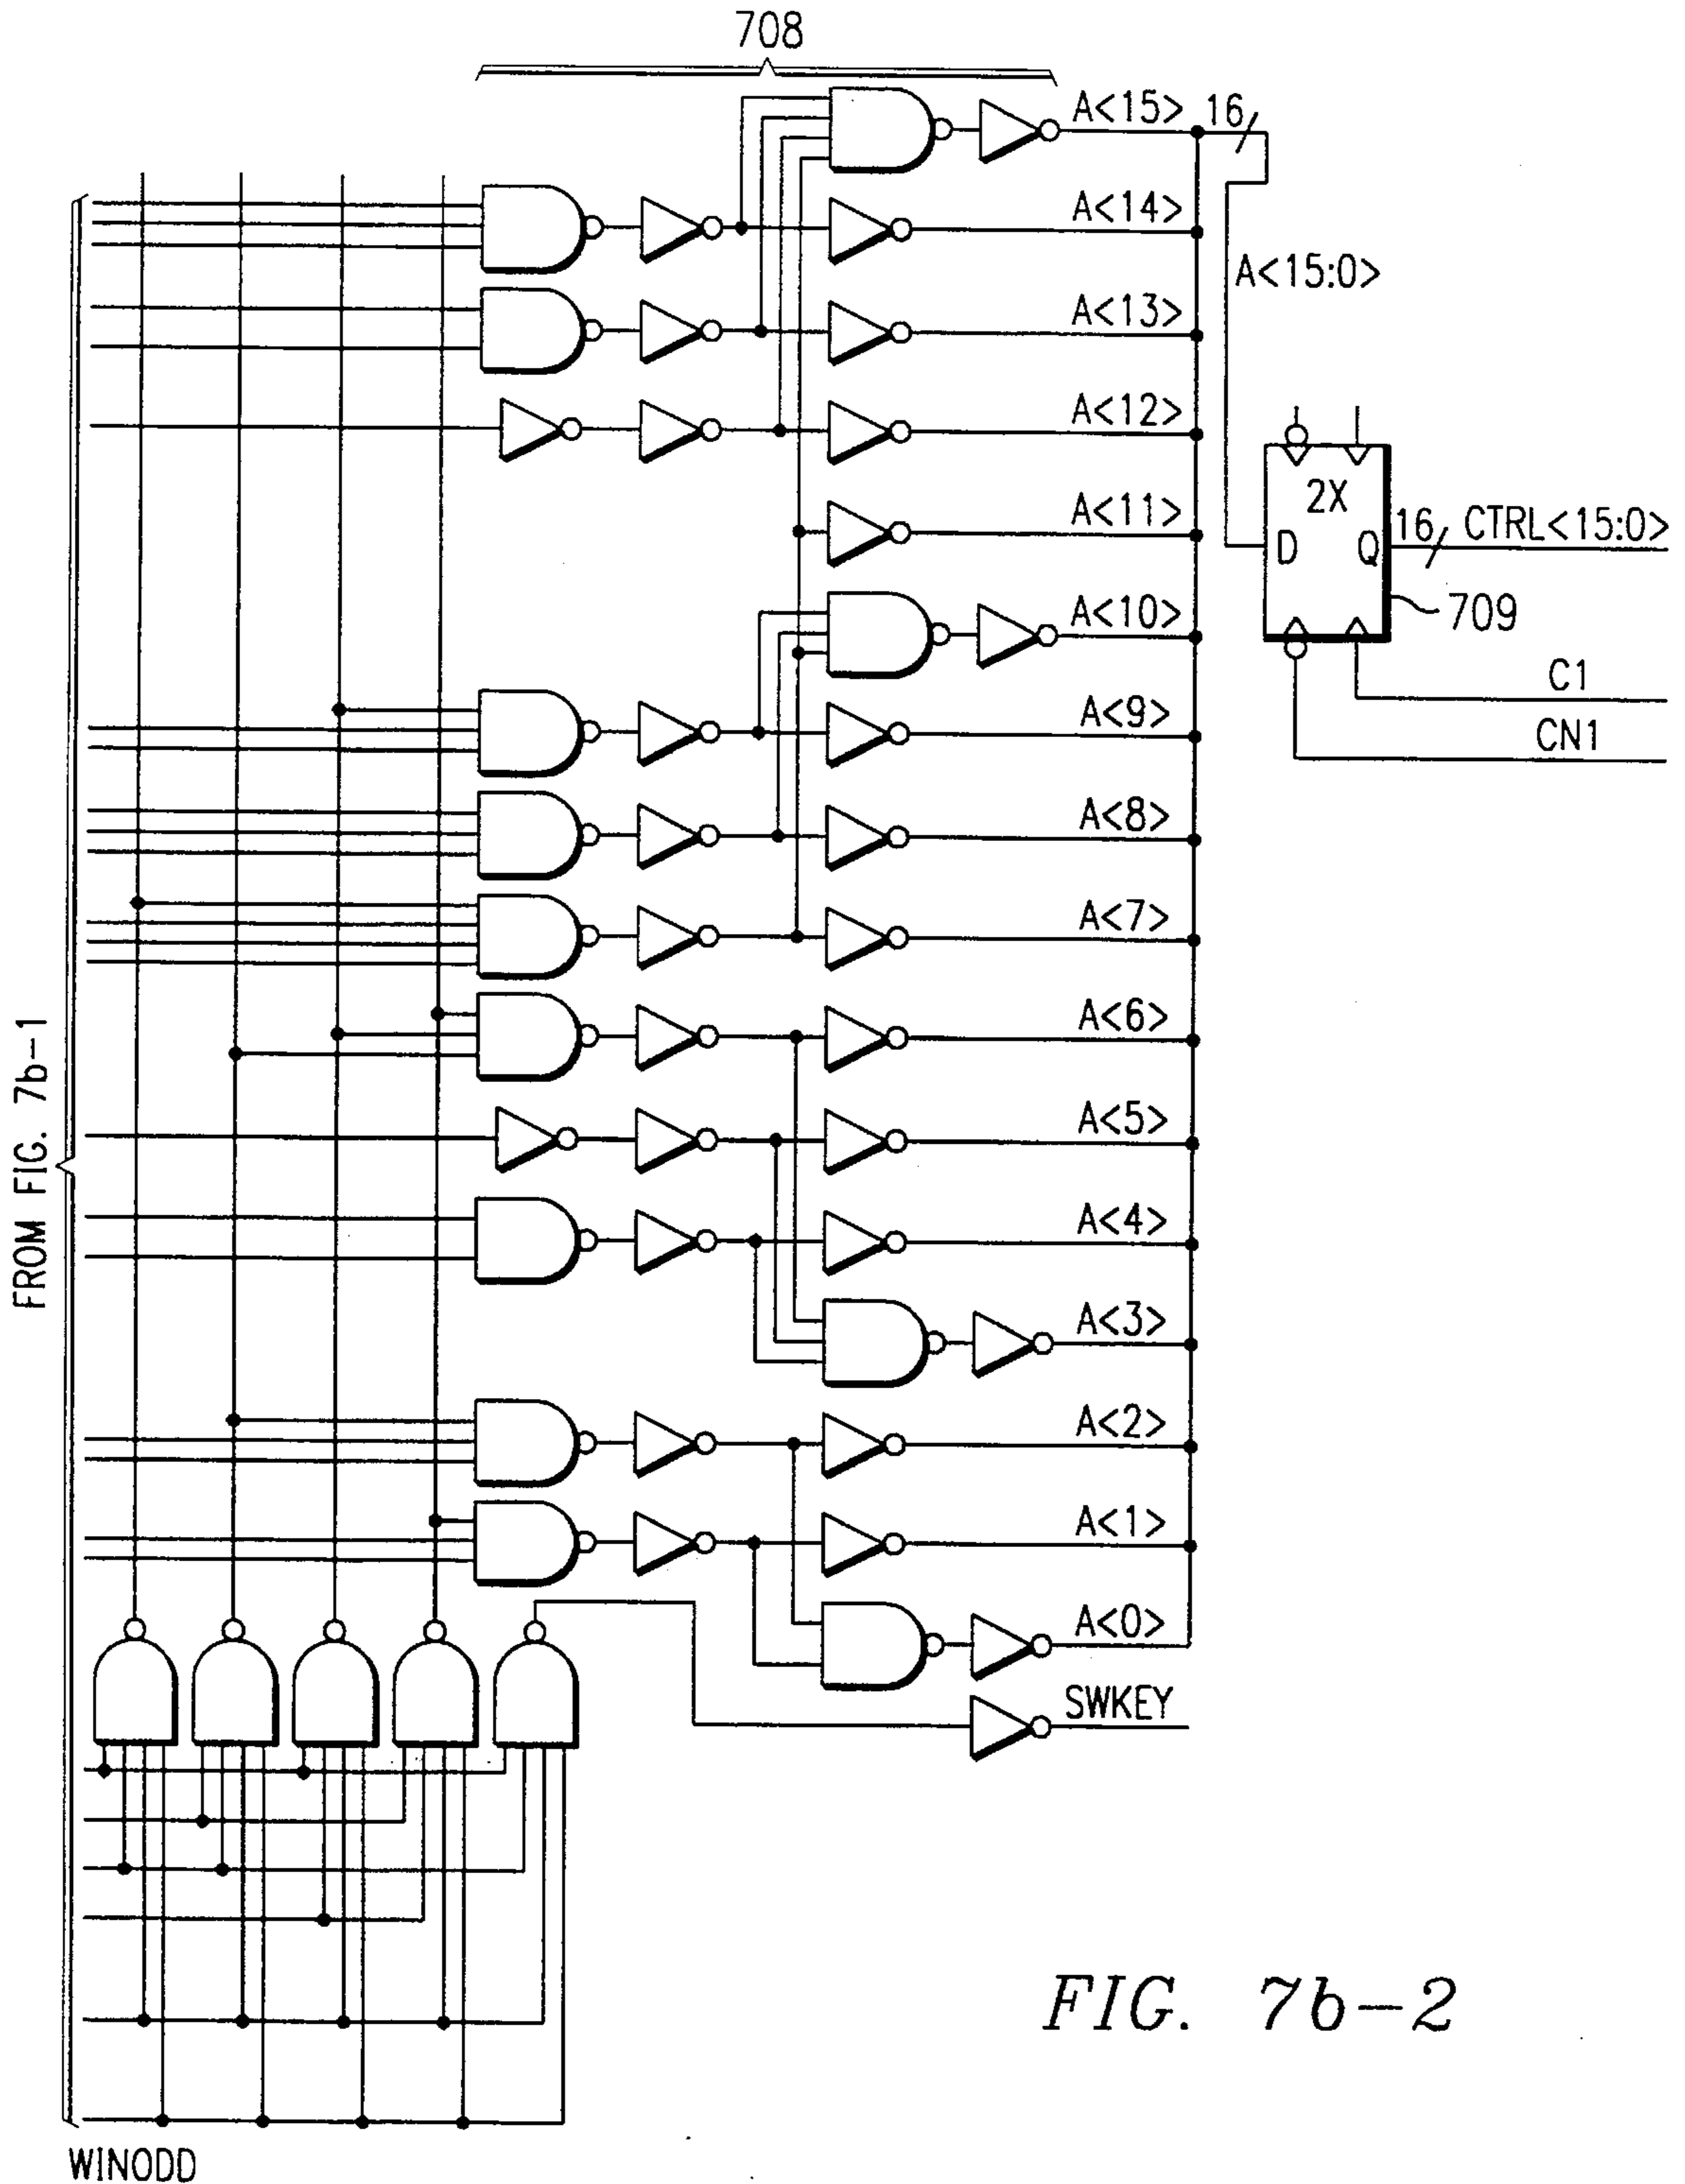 708
A<15>
16
A<14>
A<15:0>
A<13>
A<12>
2X
A<11>
16
CTRL<15:0>
D
Q
A<10>
709
C1
A<9>
CN1
A<8>
A<7>
A<6>
FROM FIG. 7b-1
A<5>
A<4>
A<3>
A<2>
A<1>
A<0>
SWKEY
FIG. 7b-2
WINODD